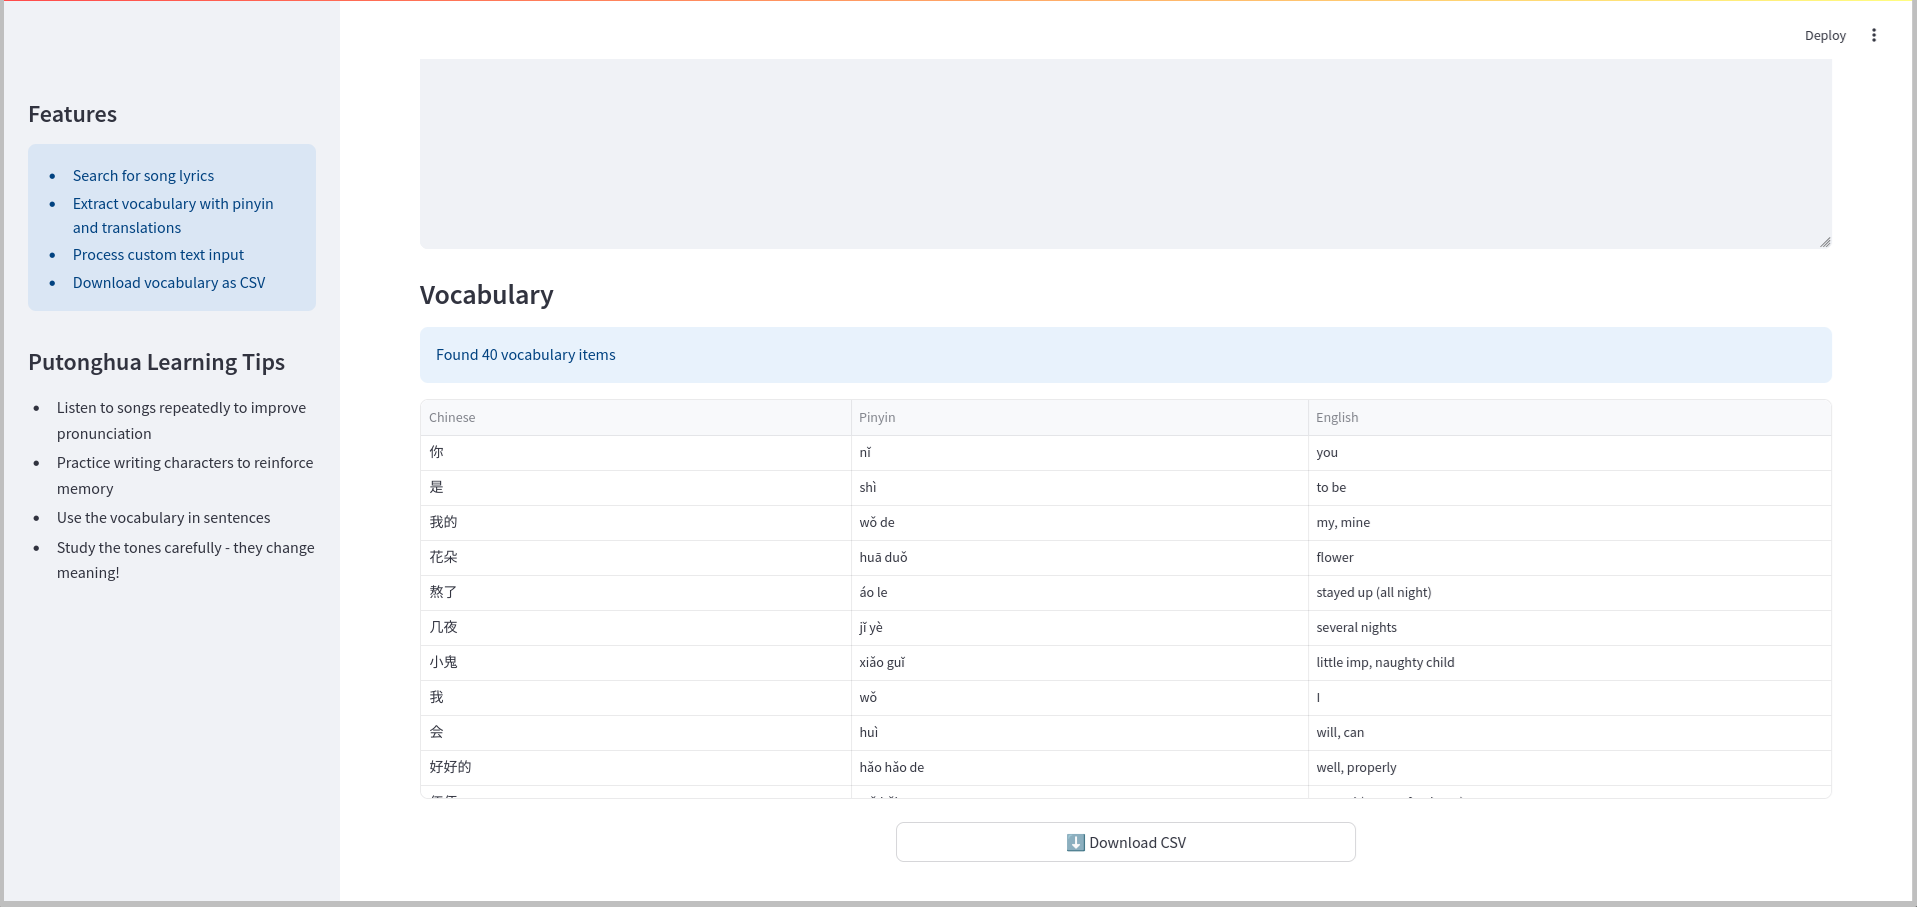 Deploy
Features
Search for song lyrics
Extract vocabulary with pinyin
and translations
Process custom text input
Download vocabulary as CSV
Putonghua Learning Tips
Listen to songs repeatedly to improve
pronunciation
Practice writing characters to reinforce
memory
Use the vocabulary in sentences
Study the tones carefully - they change
meaning!
Vocabulary
Found 40 vocabulary items
Chinese Pinyin English
你 nǐ you
是 shì to be
我的 wǒ de my, mine
花朵 huā duǒ flower
熬了 áo le stayed up (all night)
几夜 jǐ yè several nights
小鬼 xiǎo guǐ little imp, naughty child
我 wǒ I
会 huì will, can
好好的 hǎo hǎo de well, properly
Download CSV